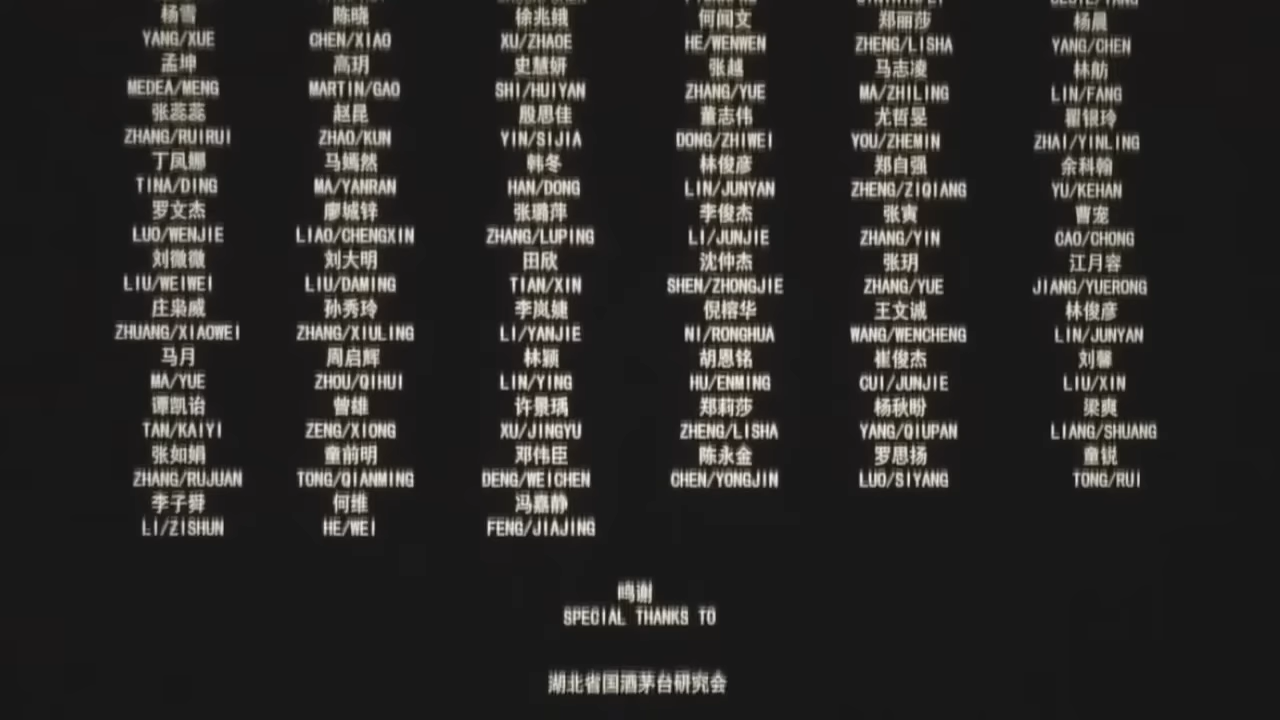 杨雪 陈晓 徐兆娥 何闻文 郑丽莎 杨晨
YANG/XUE CHEN/XIAO XU/ZHAOE HE/WENWEN ZHENG/LISHA YANG/CHEN
孟坤 高玥 史慧妍 张越 马志凌 林舫
MEDEA/MENG MARTIN/GAO SHI/HUIYAN ZHANG/YUE MA/ZHILING LIN/FANG
张蕊蕊 赵昆 殷思佳 董志伟 尤哲旻 翟银玲
ZHANG/RUIRUI ZHAO/KUN YIN/SIJIA DONG/ZHIWEI YOU/ZHEMIN ZHAI/YINLING
丁凤娜 马嫣然 韩冬 林俊彦 郑自强 余科翰
TINA/DING MA/YANRAN HAN/DONG LIN/JUNYAN ZHENG/ZIQIANG YU/KEHAN
罗文杰 廖城锌 张璐萍 李俊杰 张寅 曹宠
LUO/WENJIE LIAO/CHENGXIN ZHANG/LUPING LI/JUNJIE ZHANG/YIN CAO/CHONG
刘微微 刘大明 田欣 沈仲杰 张玥 江月容
LIU/WEIWEI LIU/DAMING TIAN/XIN SHEN/ZHONGJIE ZHANG/YUE JIANG/YUERONG
庄枭威 孙秀玲 李岚婕 倪榕华 王文诚 林俊彦
ZHUANG/XIAOWEI ZHANG/XIULING LI/YANJIE NI/RONGHUA WANG/WENCHENG LIN/JUNYAN
马月 周启辉 林颖 胡恩铭 崔俊杰 刘馨
MA/YUE ZHOU/QIHUI LIN/YING HU/ENMING CUI/JUNJIE LIU/XIN
谭凯诒 曾雄 许景瑀 郑莉莎 杨秋盼 梁爽
TAN/KAIYI ZENG/XIONG XU/JINGYU ZHENG/LISHA YANG/QIUPAN LIANG/SHUANG
张如娟 童前明 邓伟臣 陈永金 罗思扬 童锐
ZHANG/RUJUAN TONG/QIANMING DENG/WEICHEN CHEN/YONGJIN LUO/SIYANG TONG/RUI
李子舜 何维 冯嘉静
LI/ZISHUN HE/WEI FENG/JIAJING
鸣谢
SPECIAL THANKS TO
湖北省国酒茅台研究会